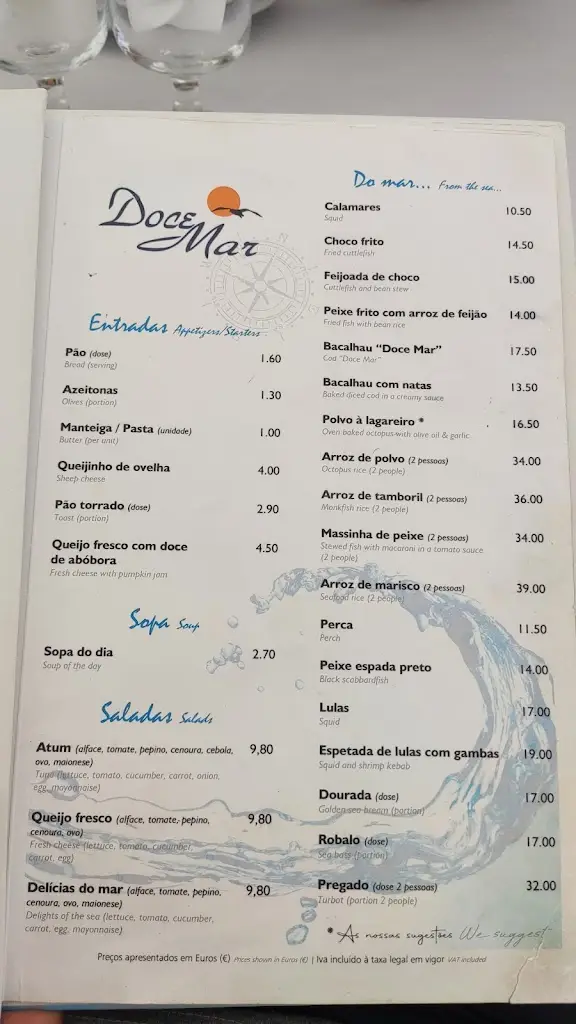 Doce
Mar
Entradas Appetizers/Starters
Pão (dose) 1.60
Bread (serving)
Azeitonas 1.30
Olives (portion)
Manteiga / Pasta (unidade) 1.00
Butter (per unit)
Queijinho de ovelha 4.00
Sheep cheese
Pão torrado (dose) 2.90
Toast (portion)
Queijo fresco com doce 4.50
de abóbora
Fresh cheese with pumpkin jam
Sopa Soup
Sopa do dia 2.70
Soup of the day
Saladas Salads
Atum (alface, tomate, pepino, cenoura, cebola, 9,80
ovo, maionese)
Tuna (lettuce, tomato, cucumber, carrot, onion,
egg, mayonnaise)
Queijo fresco (alface, tomate, pepino, 9,80
cenoura, ovo)
Fresh cheese (lettuce, tomato, cucumber,
carrot, egg)
Delícias do mar (alface, tomate, pepino, 9,80
cenoura, ovo, maionese)
Delights of the sea (lettuce, tomato, cucumber,
carrot, egg, mayonnaise)
Do mar... From the sea...
Calamares 10.50
Squid
Choco frito 14.50
Fried cuttlefish
Feijoada de choco 15.00
Cuttlefish and bean stew
Peixe frito com arroz de feijão 14.00
Fried fish with bean rice
Bacalhau “Doce Mar” 17.50
Cod “Doce Mar”
Bacalhau com natas 13.50
Baked diced cod in a creamy sauce
Polvo à lagareiro * 16.50
Oven baked octopus with olive oil & garlic
Arroz de polvo (2 pessoas) 34.00
Octopus rice (2 people)
Arroz de tamboril (2 pessoas) 36.00
Monkfish rice (2 people)
Massinha de peixe (2 pessoas) 34.00
Stewed fish with macaroni in a tomato sauce
(2 people)
Arroz de marisco (2 pessoas) 39.00
Seafood rice (2 people)
Perca 11.50
Perch
Peixe espada preto 14.00
Black scabbardfish
Lulas 17.00
Squid
Espetada de lulas com gambas 19.00
Squid and shrimp kebab
Dourada (dose) 17.00
Golden sea bream (portion)
Robalo (dose) 17.00
Sea bass (portion)
Pregado (dose 2 pessoas) 32.00
Turbot (portion 2 people)
* As nossas sugestões We suggest
Preços apresentados em Euros (€) Prices shown in Euros (€) | Iva incluído à taxa legal em vigor VAT included